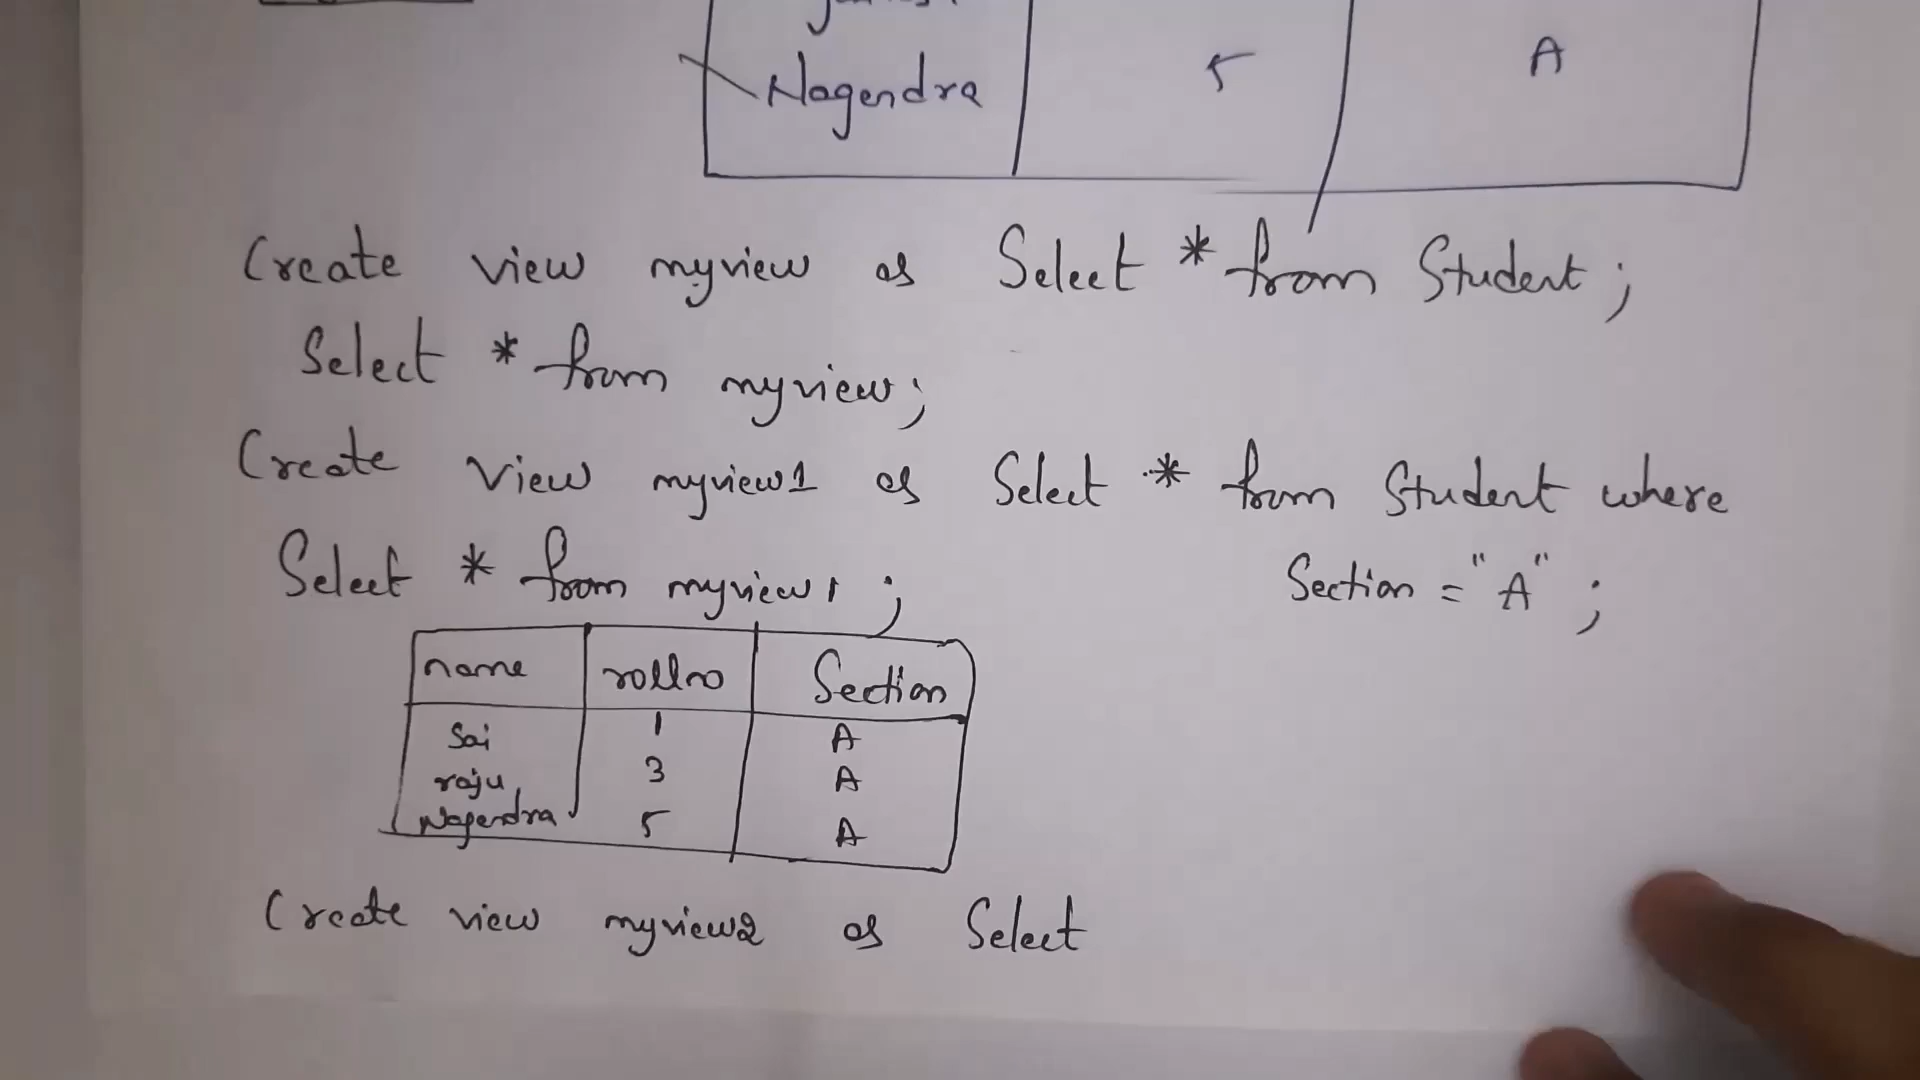 Nagendra 5 A
Create view myview as Select * from Student;
Select * from myview;
Create view myview1 as Select * from Student where
Section = "A" ;
Select * from myview1 ;
name rollno Section
Sai 1 A
raju 3 A
Nagendra 5 A
Create view myview2 as Select